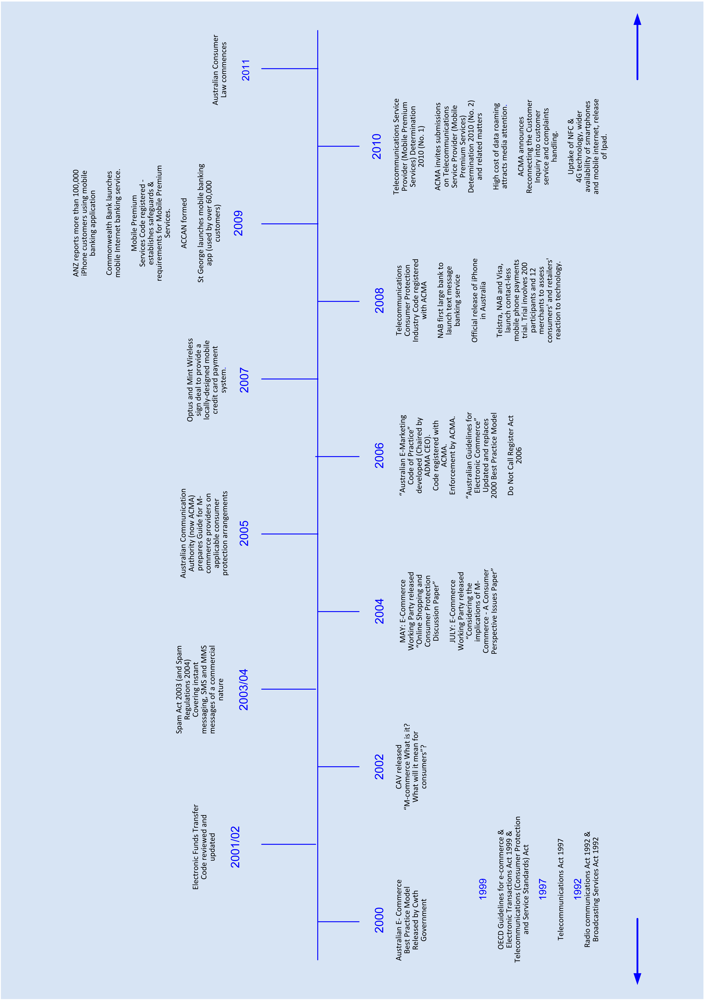 ANZ reports more than 100,000
iPhone customers using mobile
banking application
Commonwealth Bank launches
mobile Internet banking service.
Mobile Premium
Services Code registered -
establishes safeguards &
requirements for Mobile Premium
Services.
ACCAN formed
St George launches mobile banking
app (used by over 60,000
customers)
2009
Electronic Funds Transfer
Code reviewed and
updated
2001/02
Spam Act 2003 (and Spam
Regulations 2004)
Covering instant
messaging, SMS and MMS
messages of a commercial
nature
2003/04
Australian Communication
Authority (now ACMA)
prepares Guide for M-
commerce providers on
applicable consumer
protection arrangements
2005
Optus and Mint Wireless
sign deal to provide a
locally-designed mobile
credit card payment
system.
2007
Australian Consumer
Law commences
2011
2000
Australian E- Commerce
Best Practice Model
Released by Cwth
Government
1999
OECD Guidelines for e-commerce &
Electronic Transactions Act 1999 &
Telecommunications (Consumer Protection
and Service Standards) Act
1997
Telecommunications Act 1997
1992
Radio communications Act 1992 &
Broadcasting Services Act 1992
2002
CAV released
“M-commerce What is it?
What will it mean for
consumers”?
2004
MAY: E-Commerce
Working Party released
“Online Shopping and
Consumer Protection
Discussion Paper”
JULY: E-Commerce
Working Party released
“Considering the
implications of M-
Commerce - A Consumer
Perspective Issues Paper”
2006
“Australian E-Marketing
Code of Practice”
developed (Chaired by
ADMA CEO).
Code registered with
ACMA.
Enforcement by ACMA.
“Australian Guidelines for
Electronic Commerce”
Updated and replaces
2000 Best Practice Model
Do Not Call Register Act
2006
2008
Telecommunications
Consumer Protection
Industry Code registered
with ACMA
NAB first large bank to
launch text message
banking service
Official release of iPhone
in Australia
Telstra, NAB and Visa,
launch contact-less
mobile phone payments
trial. Trial involves 200
participants and 12
merchants to assess
consumers' and retailers'
reaction to technology.
2010
Telecommunications Service
Provider (Mobile Premium
Services) Determination
2010 (No. 1)
ACMA invites submissions
on Telecommunications
Service Provider (Mobile
Premium Services)
Determination 2010 (No. 2)
and related matters
High cost of data roaming
attracts media attention.
ACMA announces
Reconnecting the Customer
Inquiry into customer
service and complaints
handling.
Uptake of NFC &
4G technology, wider
availability of smartphones
and mobile internet, release
of Ipad.